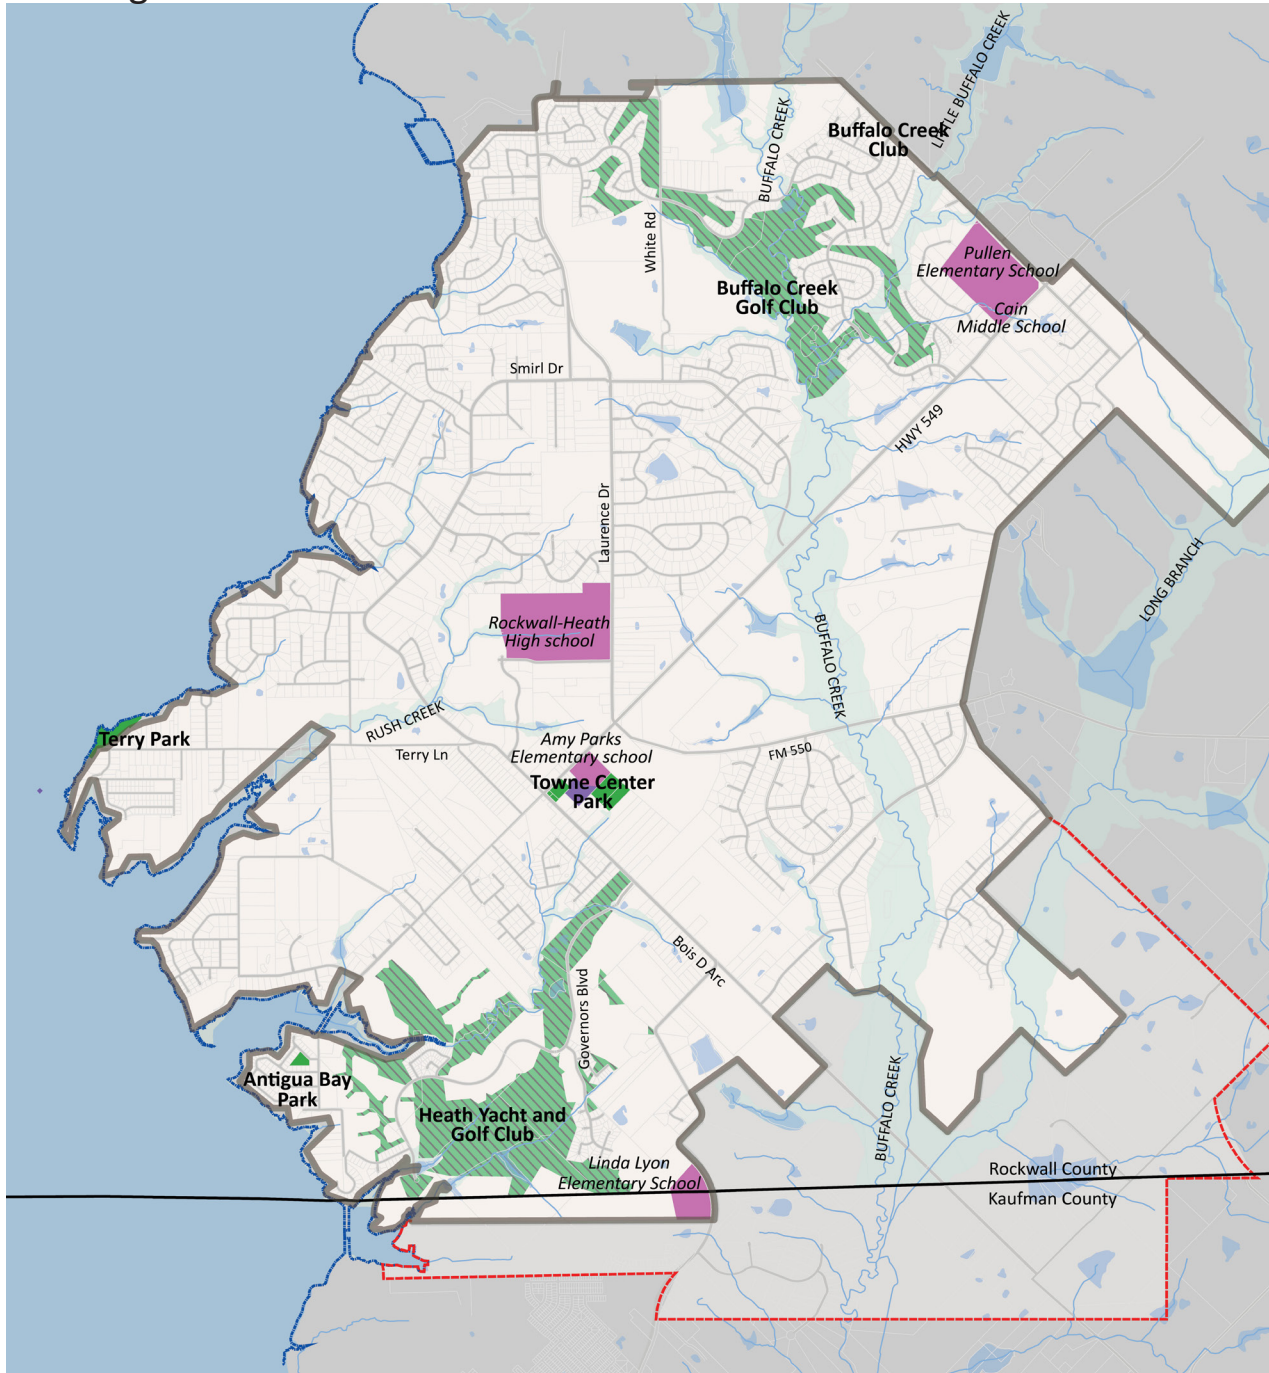 LITTLE BUFFALO CREEK
Buffalo Creek
Club
BUFFALO CREEK
White Rd
Pullen
Elementary School
Buffalo Creek
Golf Club
Cain
Middle School
Smirl Dr
HWY 549
Laurence Dr
LONG BRANCH
Rockwall-Heath
High school
BUFFALO CREEK
RUSH CREEK
Terry Park
Terry Ln
Amy Parks
Elementary school
FM 550
Towne Center
Park
Bois D Arc
Governors Blvd
Antigua Bay
Park
Heath Yacht and
Golf Club
BUFFALO CREEK
Linda Lyon
Elementary School
Rockwall County
Kaufman County